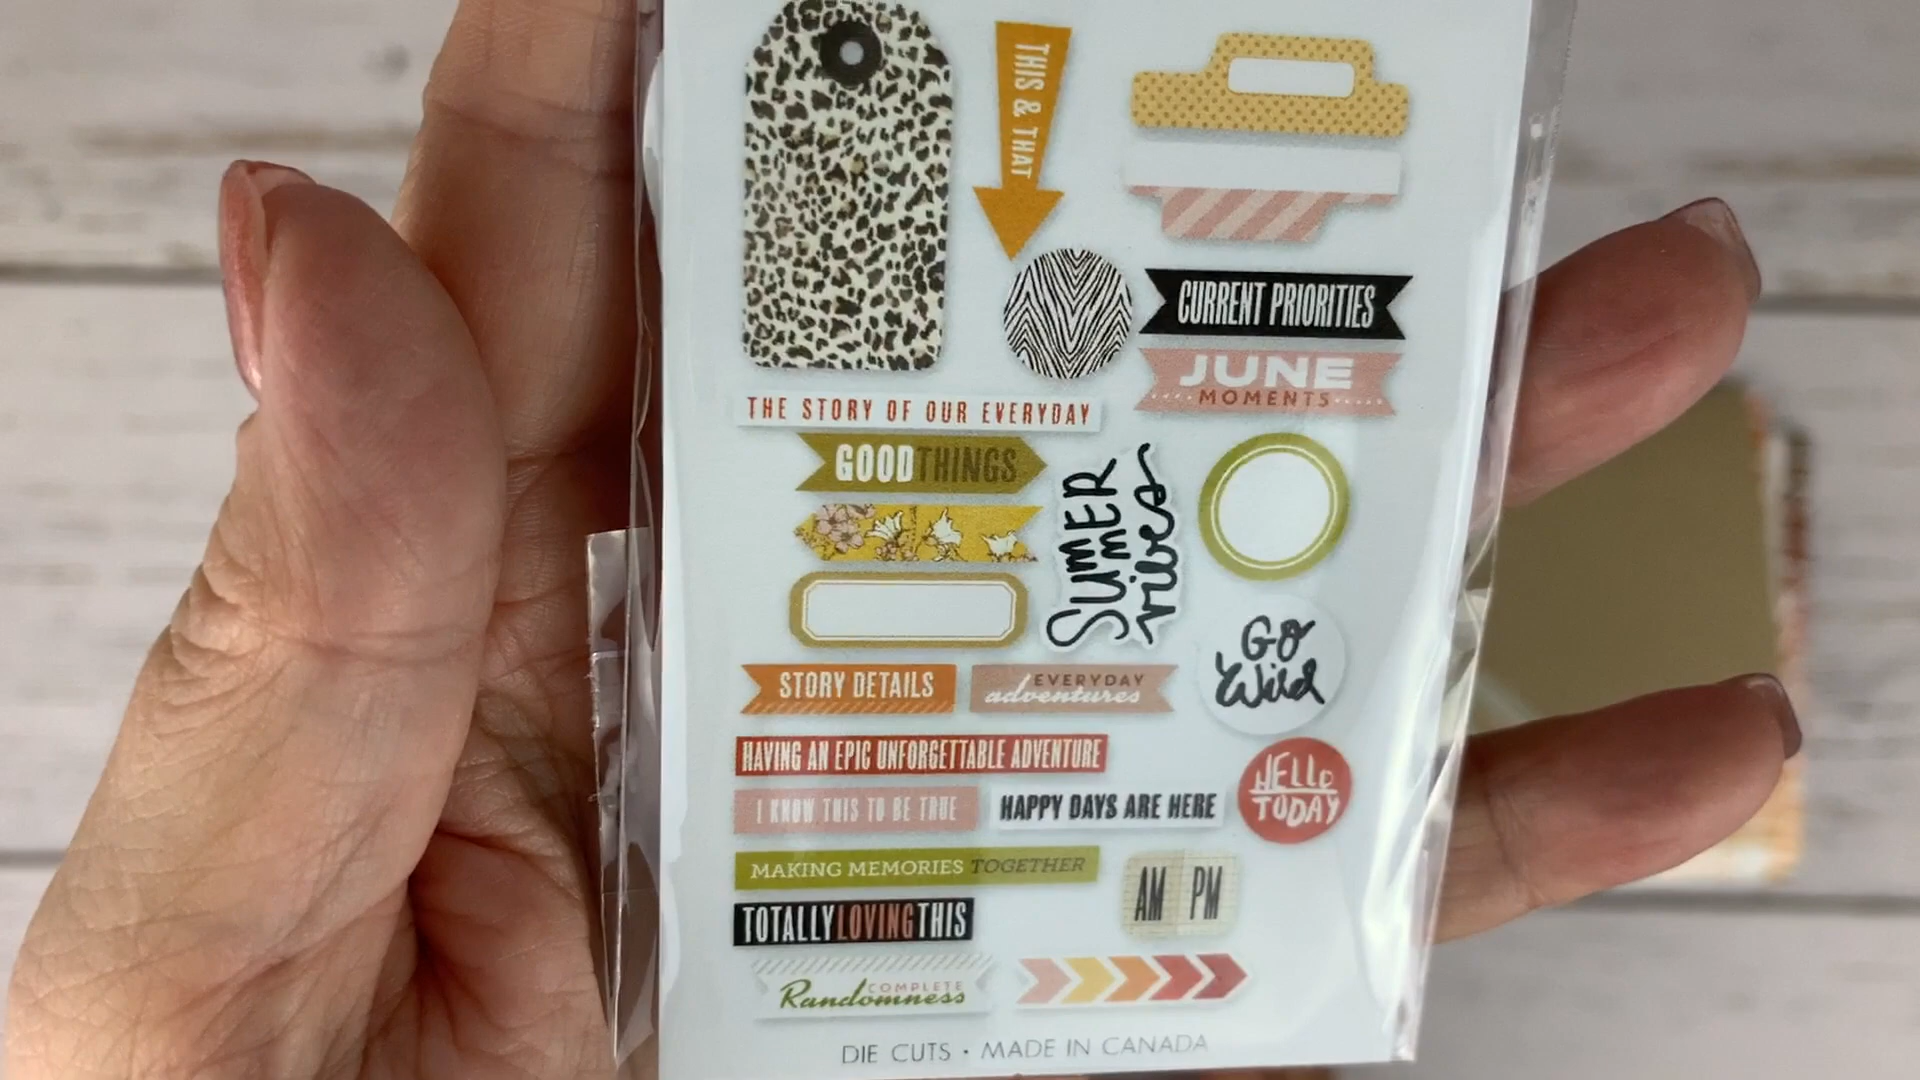 THIS & THAT
CURRENT PRIORITIES
JUNE
MOMENTS
THE STORY OF OUR EVERYDAY
GOOD THINGS
SUMMER
vibes
Go
Wild
STORY DETAILS
EVERYDAY
adventures
HAVING AN EPIC UNFORGETTABLE ADVENTURE
I KNOW THIS TO BE TRUE
HAPPY DAYS ARE HERE
HELLO
TODAY
MAKING MEMORIES TOGETHER
AM PM
TOTALLY LOVING THIS
COMPLETE
Randomness
DIE CUTS • MADE IN CANADA